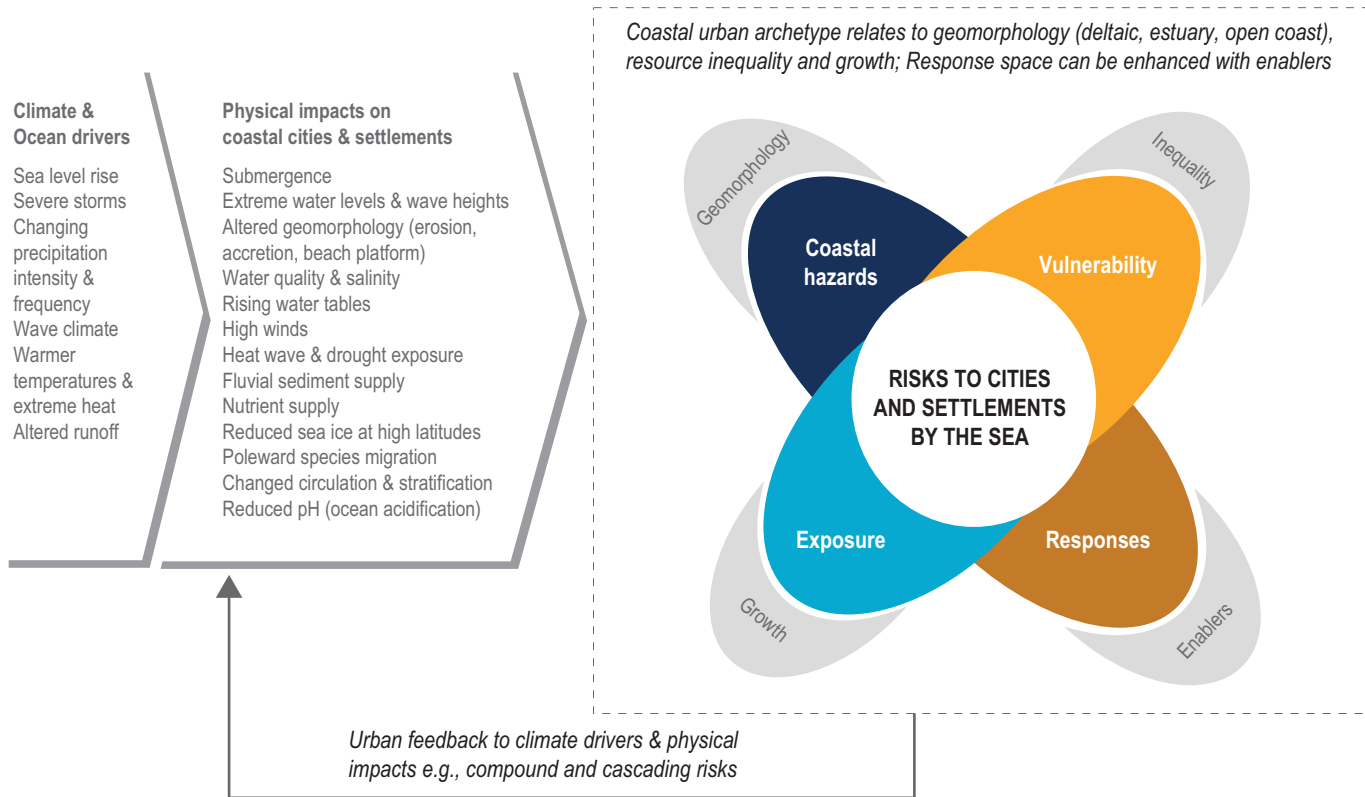 Climate &
Ocean drivers
Sea level rise
Severe storms
Changing
precipitation
intensity &
frequency
Wave climate
Warmer
temperatures &
extreme heat
Altered runoff
Physical impacts on
coastal cities & settlements
Submergence
Extreme water levels & wave heights
Altered geomorphology (erosion,
accretion, beach platform)
Water quality & salinity
Rising water tables
High winds
Heat wave & drought exposure
Fluvial sediment supply
Nutrient supply
Reduced sea ice at high latitudes
Poleward species migration
Changed circulation & stratification
Reduced pH (ocean acidification)
Coastal urban archetype relates to geomorphology (deltaic, estuary, open coast),
resource inequality and growth; Response space can be enhanced with enablers
Geomorphology
Inequality
Coastal
hazards
Vulnerability
RISKS TO CITIES
AND SETTLEMENTS
BY THE SEA
Exposure
Responses
Growth
Enablers
Urban feedback to climate drivers & physical
impacts e.g., compound and cascading risks